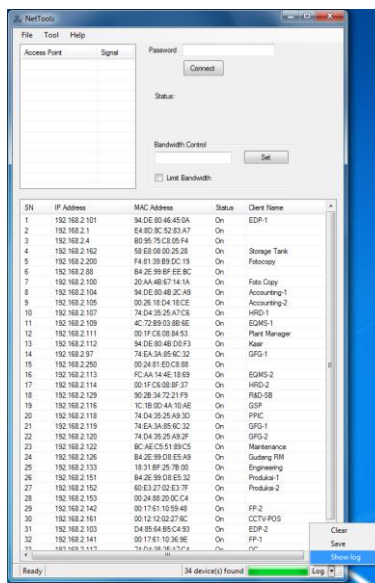 NetTools
File Tool Help
Access Point Signal
Password
Connect
Status:
Bandwidth Control
Set
Limit Bandwidth
SN IP Address MAC Address Status Client Name
1 192.168.2.101 94:DE:80:46:45:0A On EDP-1
2 192.168.2.1 E4:8D:8C:52:83:A7 On
3 192.168.2.4 B0:95:75:C8:05:F4 On
4 192.168.2.162 58:E8:08:00:25:28 On Storage Tank
5 192.168.2.200 F4:81:39:B9:DC:19 On Fotocopy
6 192.168.2.88 B4:2E:99:BF:EE:BC On
7 192.168.2.100 20:AA:4B:67:14:1A On Foto Copy
8 192.168.2.104 94:DE:80:4B:2C:A9 On Accounting-1
9 192.168.2.105 00:26:18:D4:18:CE On Accounting-2
10 192.168.2.107 74:D4:35:25:A7:C6 On HRD-1
11 192.168.2.109 4C:72:B9:03:8B:6E On EQMS-1
12 192.168.2.111 00:1F:C6:08:84:53 On Plant Manager
13 192.168.2.112 94:DE:80:4B:D0:F3 On Kasir
14 192.168.2.97 74:EA:3A:85:6C:32 On GFG-1
15 192.168.2.250 00:24:81:E0:C8:88 On
16 192.168.2.113 FC:AA:14:4E:18:69 On EQMS-2
17 192.168.2.114 00:1F:C6:08:8F:37 On HRD-2
18 192.168.2.129 90:2B:34:72:21:F9 On R&D-SB
19 192.168.2.116 1C:1B:0D:4A:10:AE On GSP
20 192.168.2.118 74:D4:35:25:A9:3D On PPIC
21 192.168.2.119 74:EA:3A:85:6C:32 On GFG-1
22 192.168.2.120 74:D4:35:25:A9:2F On GFG-2
23 192.168.2.122 BC:AE:C5:51:89:C5 On Maintenance
24 192.168.2.126 B4:2E:99:D8:E5:A9 On Gudang RM
25 192.168.2.133 18:31:BF:25:7B:00 On Engineering
26 192.168.2.151 B4:2E:99:D8:E5:32 On Produksi-1
27 192.168.2.152 60:E3:27:02:E3:7F On Produksi-2
28 192.168.2.153 00:24:88:20:0C:C4 On
29 192.168.2.142 00:17:61:10:59:48 On FP-2
30 192.168.2.161 00:12:12:02:27:6C On CCTV-POS
31 192.168.2.103 D4:85:64:B5:C4:93 On EDP-2
32 192.168.2.141 00:17:61:10:36:9E On FP-1
Clear
Save
Show log
Ready 34 device(s) found Log